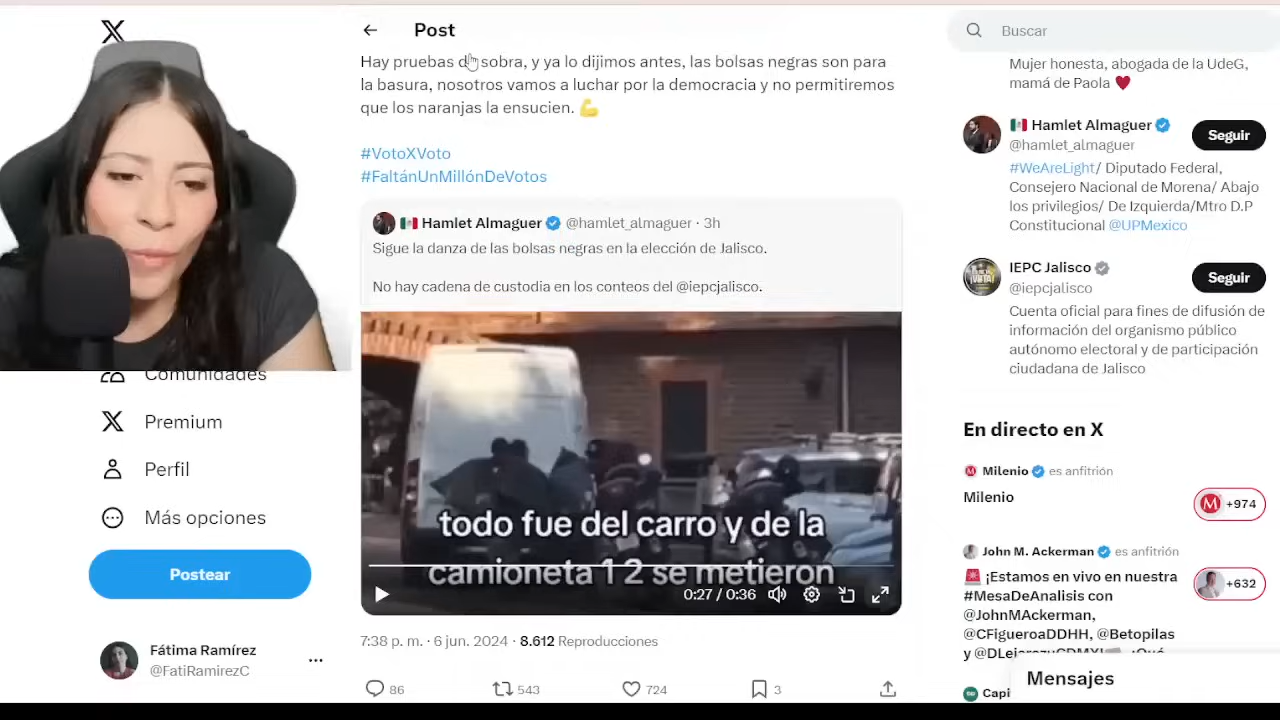 Post
Hay pruebas de sobra, y ya lo dijimos antes, las bolsas negras son para
la basura, nosotros vamos a luchar por la democracia y no permitiremos
que los naranjas la ensucien. 💪
#VotoXVoto
#FaltánUnMillónDeVotos
Hamlet Almaguer @hamlet_almaguer · 3h
Sigue la danza de las bolsas negras en la elección de Jalisco.
No hay cadena de custodia en los conteos del @iepcjalisco.
todo fue del carro y de la
camioneta 1 2 se metieron
0:27 / 0:36
7:38 p. m. · 6 jun. 2024 · 8.612 Reproducciones
86
543
724
3
Comunidades
Premium
Perfil
Más opciones
Postear
Fátima Ramírez
@FatiRamirezC
Buscar
Mujer honesta, abogada de la UdeG,
mamá de Paola ♥
Hamlet Almaguer
@hamlet_almaguer
Seguir
#WeAreLight/ Diputado Federal,
Consejero Nacional de Morena/ Abajo
los privilegios/ De Izquierda/Mtro D.P
Constitucional @UPMexico
IEPC Jalisco
@iepcjalisco
Seguir
Cuenta oficial para fines de difusión de
información del organismo público
autónomo electoral y de participación
ciudadana de Jalisco
En directo en X
Milenio es anfitrión
Milenio
+974
John M. Ackerman es anfitrión
🚨 ¡Estamos en vivo en nuestra
#MesaDeAnalisis con
@JohnMAckerman,
@CFigueroaDDHH, @Betopilas
+632
Capi
Mensajes